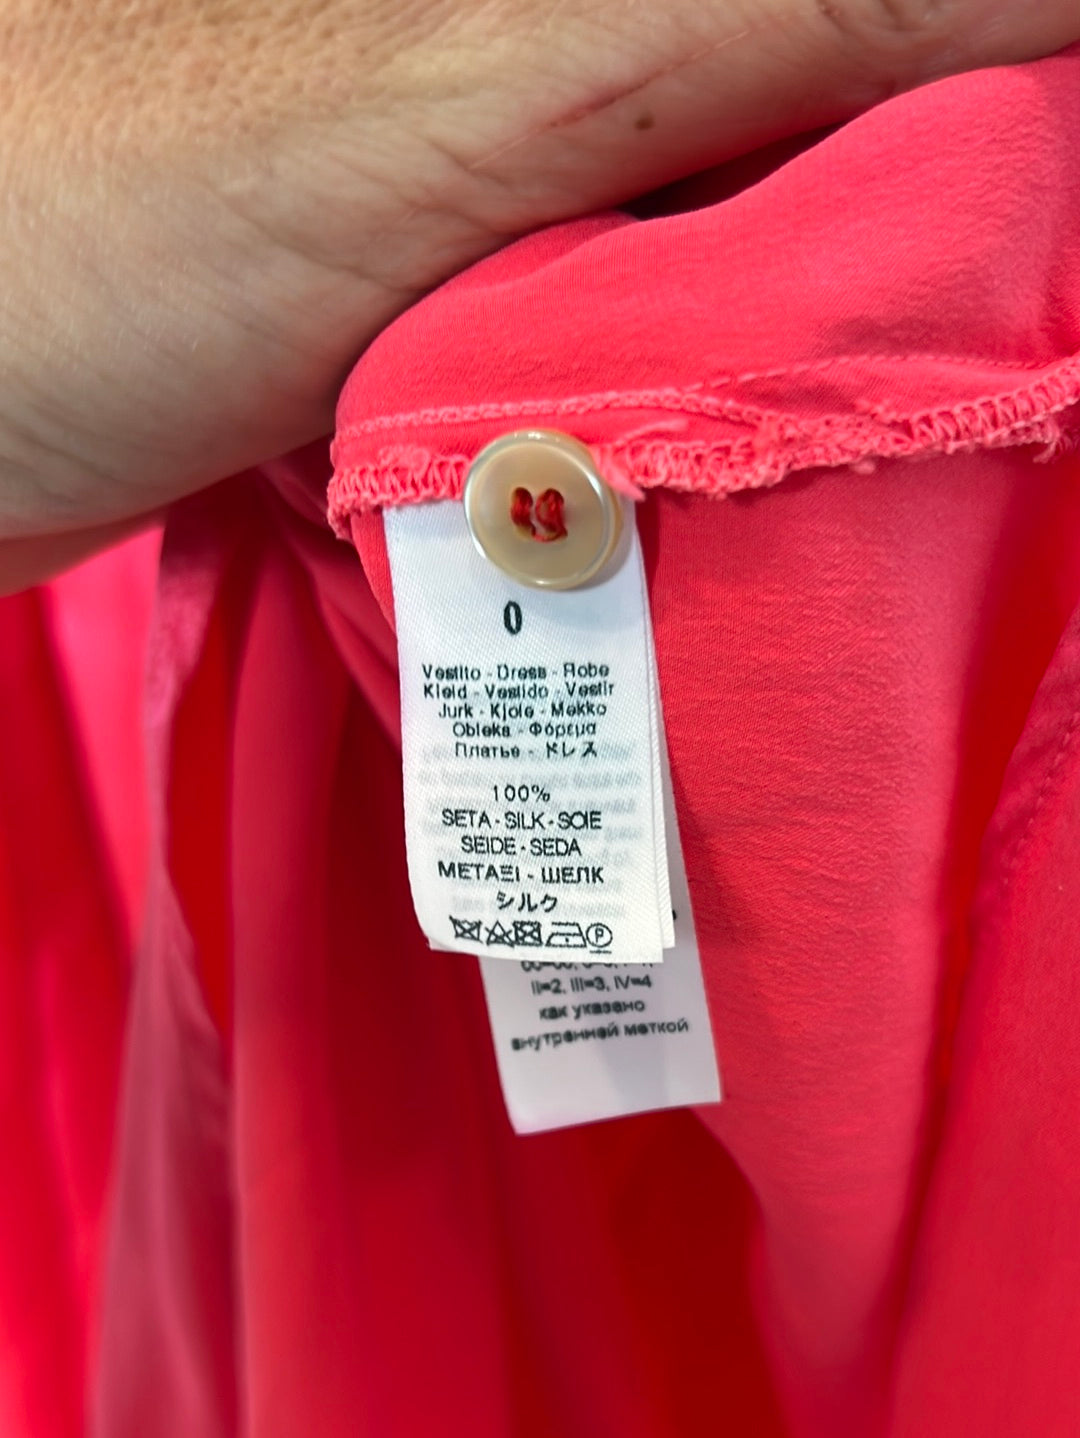 0
Vestito - Dress - Robe
Kleid - Vestido - Vestir
Jurk - Kjole - Mekko
Obleka - Φόρεμα
Платье - ドレス
100%
SETA - SILK - SOIE
SEIDE - SEDA
ΜΕΤΑΞΙ - ШЕЛК
シルク
P
II=2, III=3, IV=4
как указано
внутренней меткой